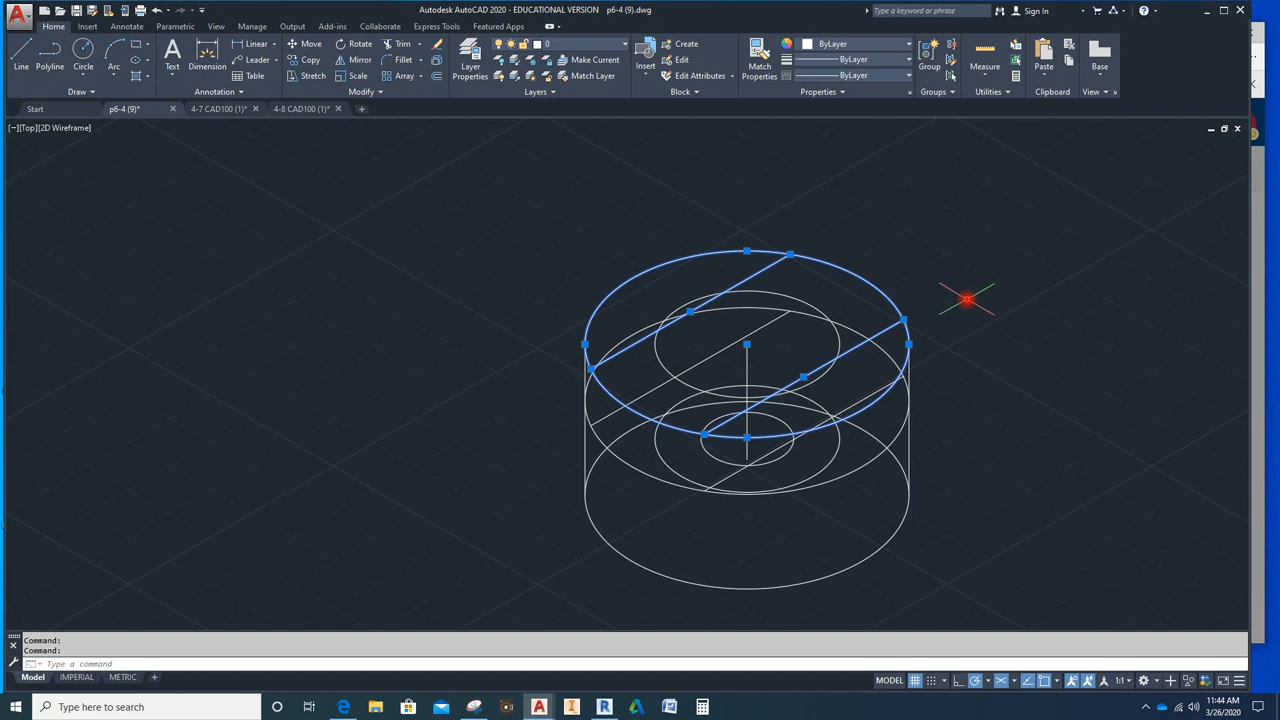 Autodesk AutoCAD 2020 - EDUCATIONAL VERSION p6-4 (9).dwg
Type a keyword or phrase
Sign In
Home Insert Annotate Parametric View Manage Output Add-ins Collaborate Express Tools Featured Apps
Line Polyline Circle Arc
Text Dimension
Linear
Leader
Table
Move Rotate Trim
Copy Mirror Fillet
Stretch Scale Array
Layer Properties
Make Current
Match Layer
Insert
Create
Edit
Edit Attributes
Match Properties
ByLayer
ByLayer
ByLayer
Group
Measure
Paste
Base
Draw Annotation Modify Layers Block Properties Groups Utilities Clipboard View
Start p6-4 (9)* 4-7 CAD100 (1)* 4-8 CAD100 (1)*
[–][Top][2D Wireframe]
Command:
Command:
Type a command
Model IMPERIAL METRIC
MODEL 1:1
Type here to search
11:44 AM
3/26/2020